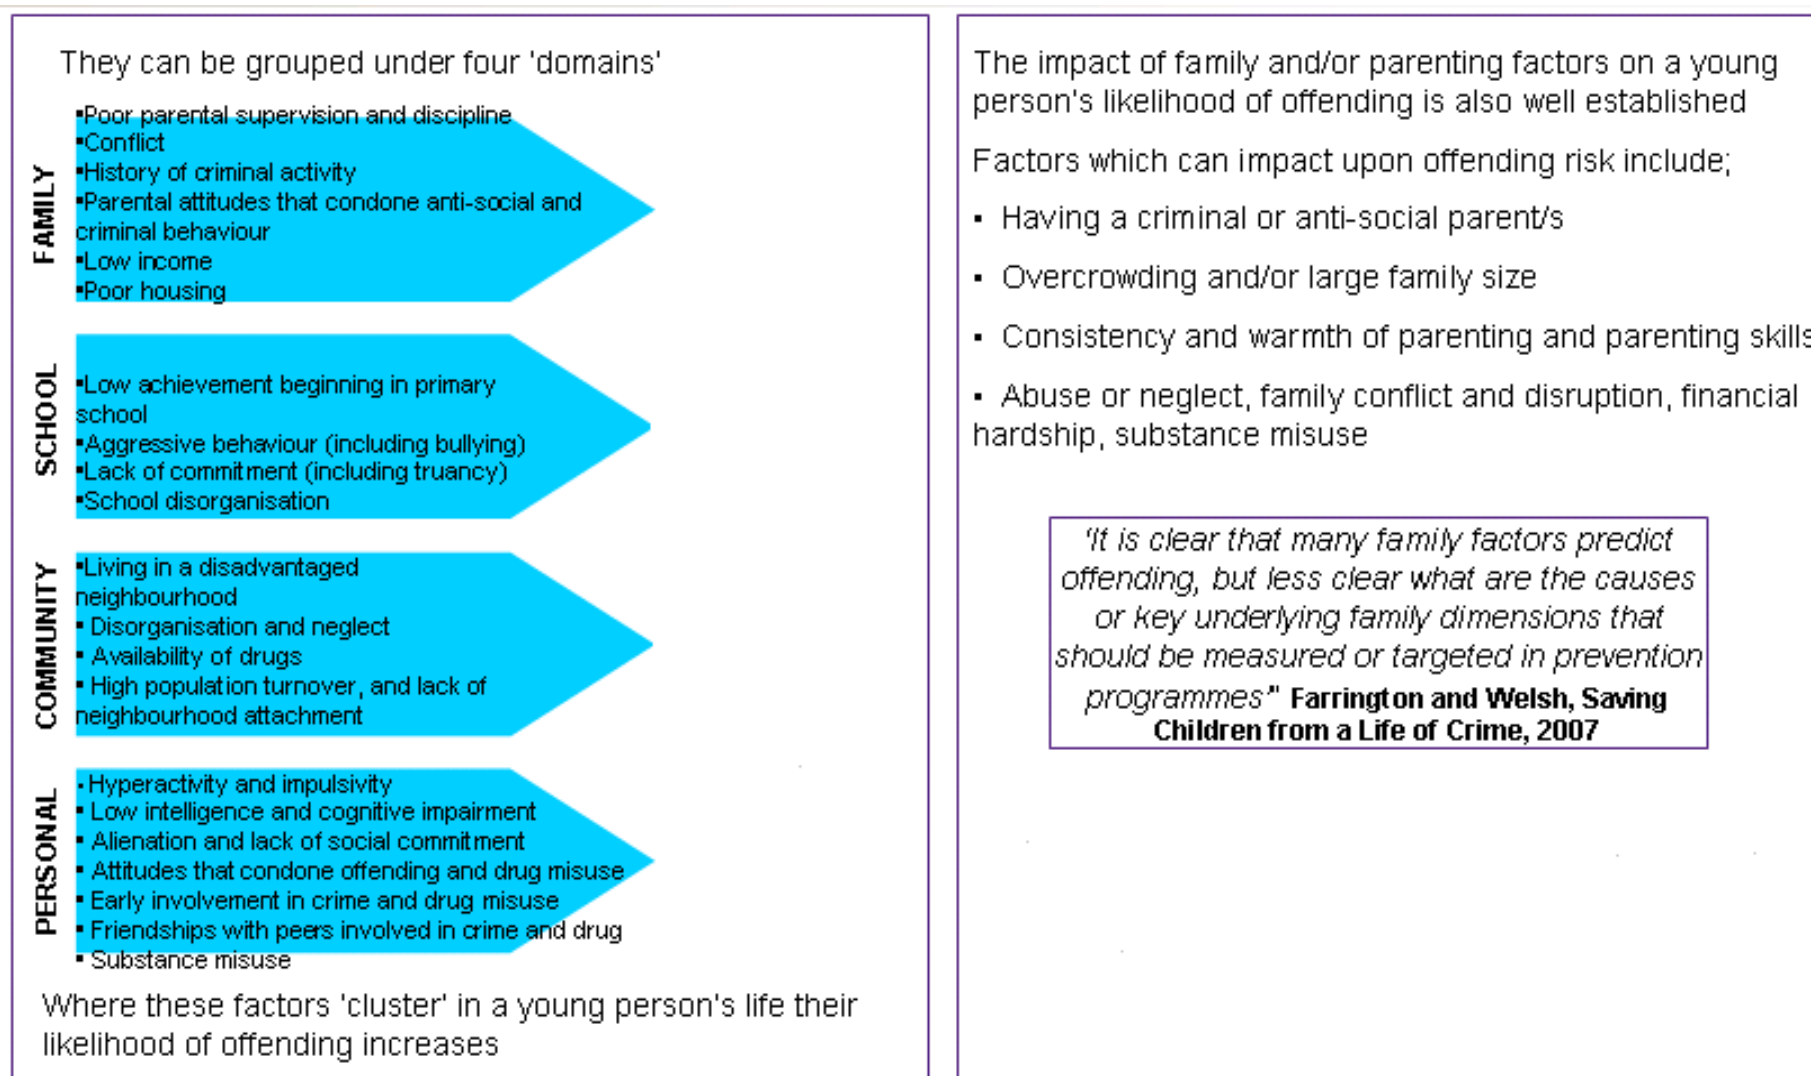 They can be grouped under four 'domains'
FAMILY
▪Poor parental supervision and discipline
▪Conflict
▪History of criminal activity
▪Parental attitudes that condone anti-social and
criminal behaviour
▪Low income
▪Poor housing
SCHOOL
▪Low achievement beginning in primary
school
▪Aggressive behaviour (including bullying)
▪Lack of commitment (including truancy)
▪School disorganisation
COMMUNITY
▪Living in a disadvantaged
neighbourhood
▪ Disorganisation and neglect
▪ Availability of drugs
▪ High population turnover, and lack of
neighbourhood attachment
PERSONAL
▪ Hyperactivity and impulsivity
▪ Low intelligence and cognitive impairment
▪ Alienation and lack of social commitment
▪ Attitudes that condone offending and drug misuse
▪ Early involvement in crime and drug misuse
▪ Friendships with peers involved in crime and drug
▪ Substance misuse
Where these factors 'cluster' in a young person's life their
likelihood of offending increases
The impact of family and/or parenting factors on a young
person's likelihood of offending is also well established
Factors which can impact upon offending risk include;
▪ Having a criminal or anti-social parent/s
▪ Overcrowding and/or large family size
▪ Consistency and warmth of parenting and parenting skills
▪ Abuse or neglect, family conflict and disruption, financial
hardship, substance misuse
'It is clear that many family factors predict
offending, but less clear what are the causes
or key underlying family dimensions that
should be measured or targeted in prevention
programmes'" Farrington and Welsh, Saving
Children from a Life of Crime, 2007